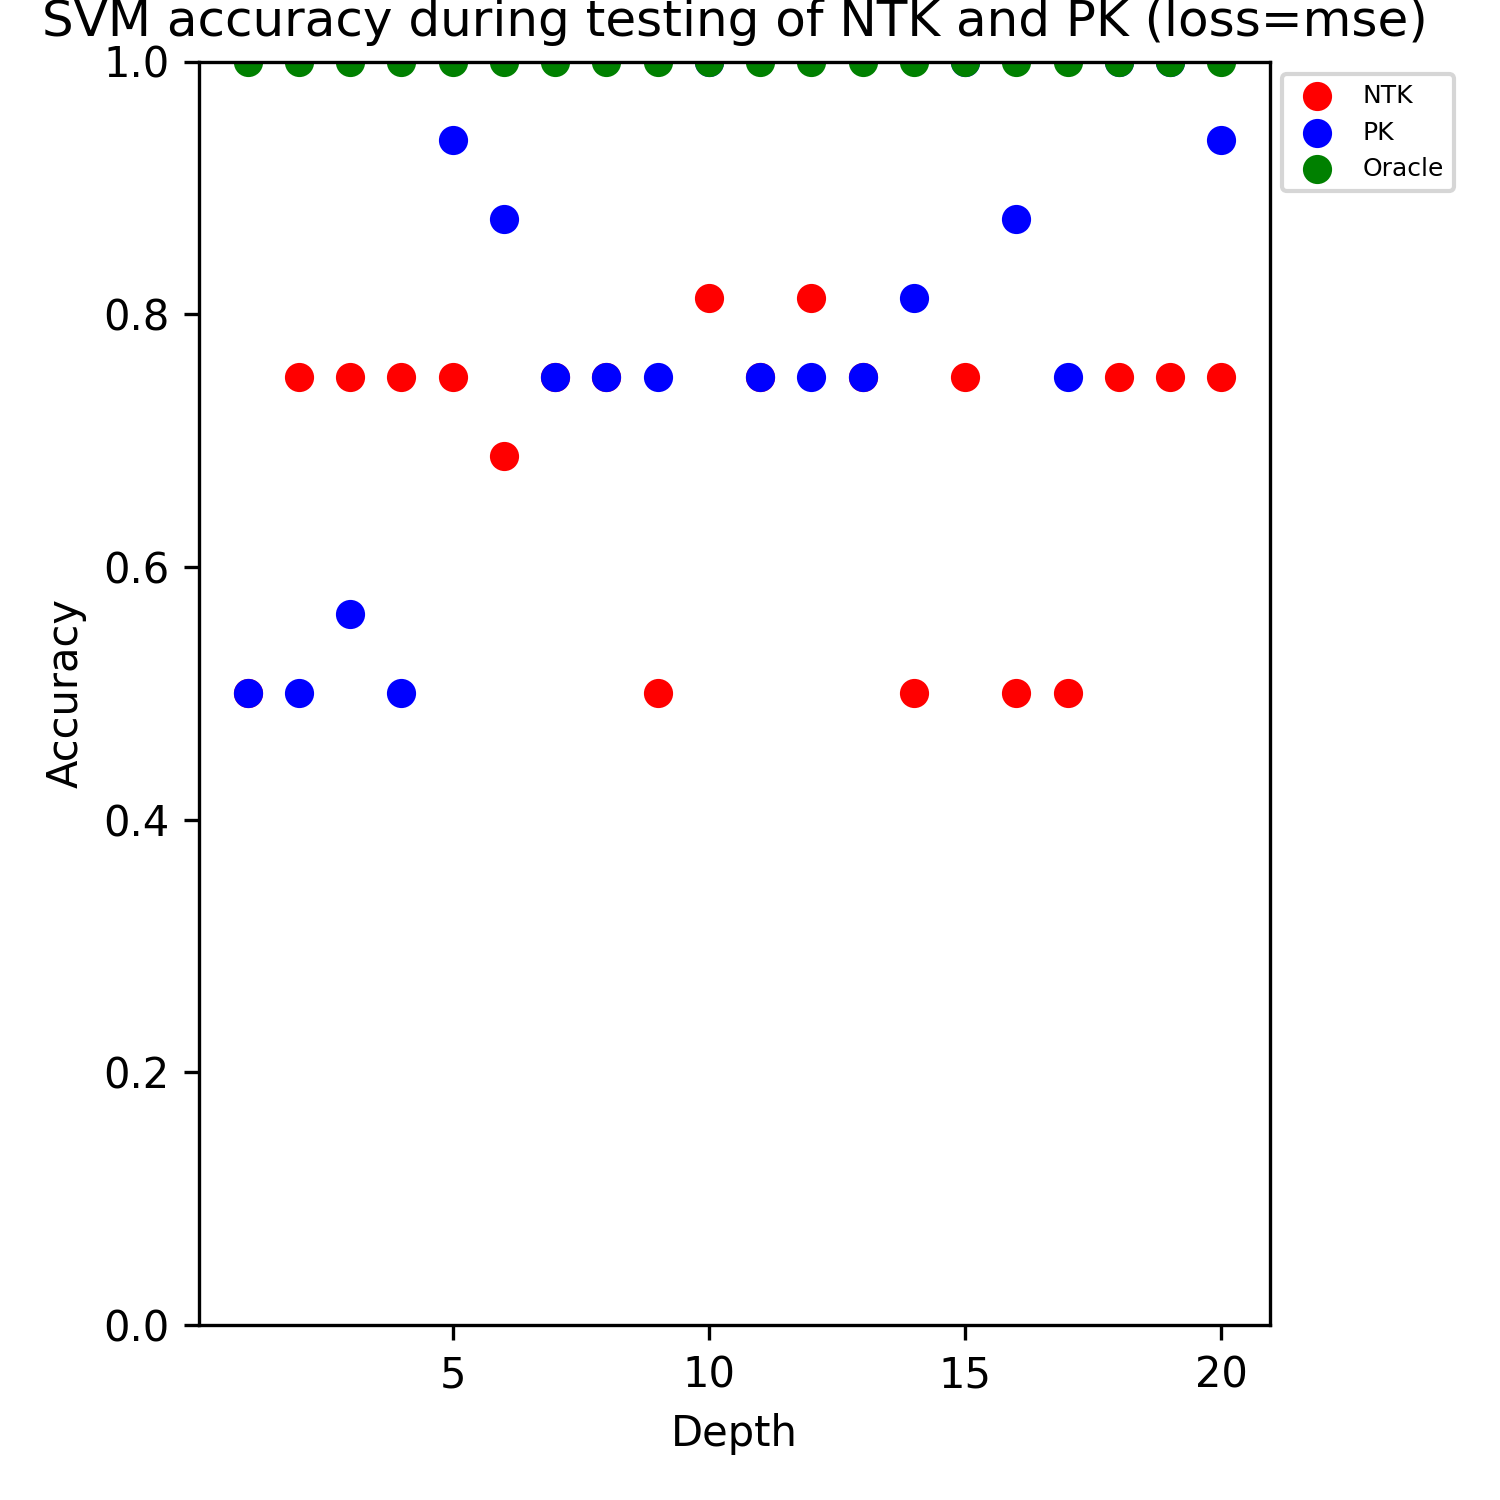 SVM accuracy during testing of NTK and PK (loss=mse)
1.0
0.8
0.6
0.4
0.2
0.0
Accuracy
5 10 15 20
Depth
NTK
PK
Oracle